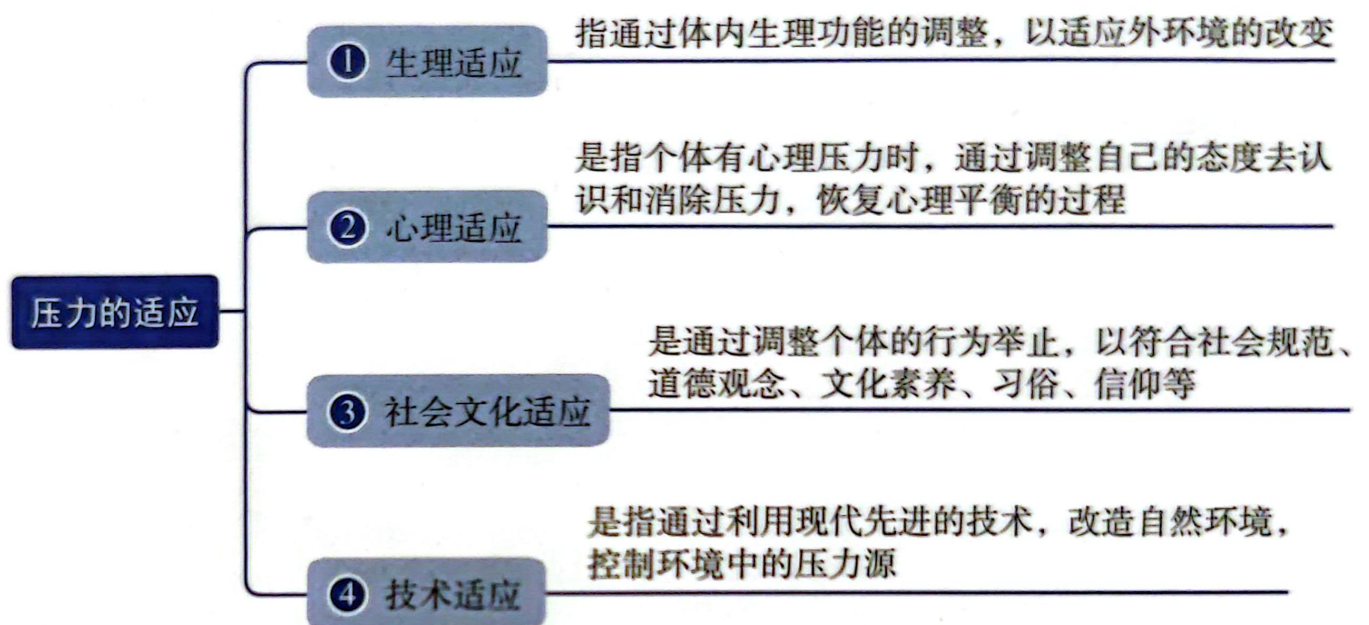 压力的适应
1 生理适应
指通过体内生理功能的调整，以适应外环境的改变
2 心理适应
是指个体有心理压力时，通过调整自己的态度去认
识和消除压力，恢复心理平衡的过程
3 社会文化适应
是通过调整个体的行为举止，以符合社会规范、
道德观念、文化素养、习俗、信仰等
4 技术适应
是指通过利用现代先进的技术，改造自然环境，
控制环境中的压力源